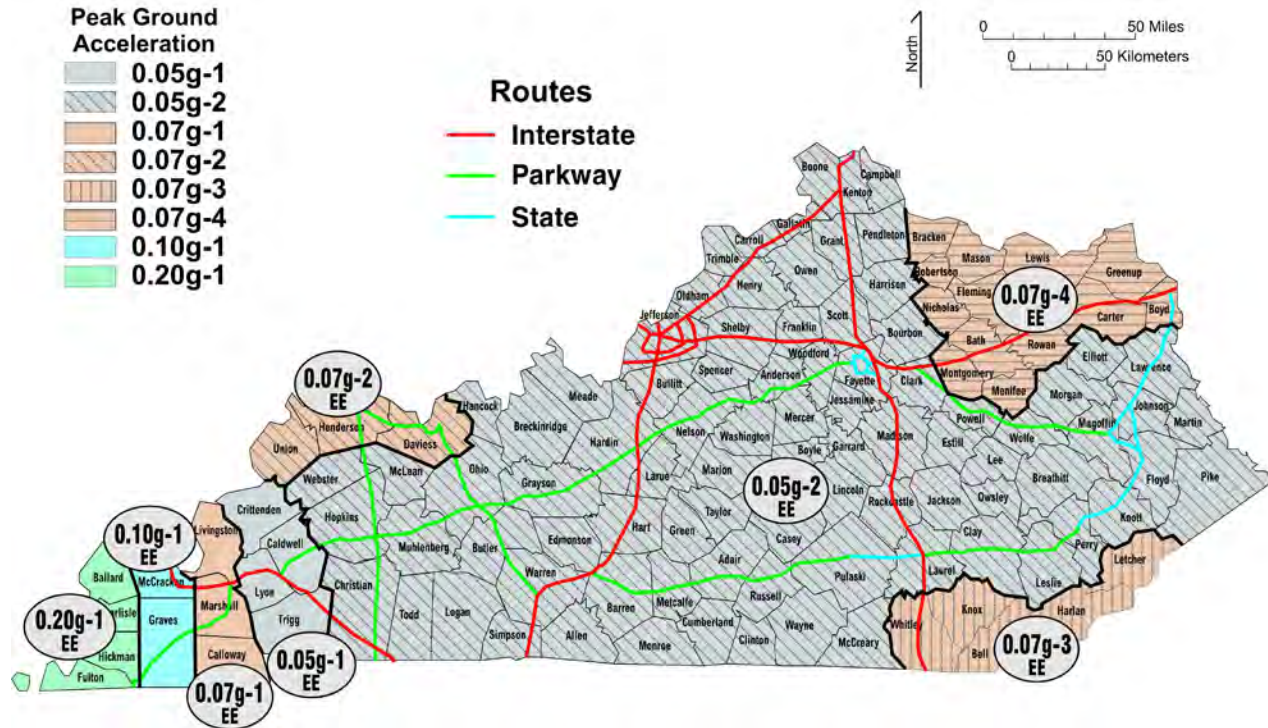 Peak Ground
Acceleration
0.05g-1
0.05g-2
0.07g-1
0.07g-2
0.07g-3
0.07g-4
0.10g-1
0.20g-1
Routes
Interstate
Parkway
State
North
0 50 Miles
0 50 Kilometers
Boone
Campbell
Kenton
Gallatin
Grant
Pendleton
Carroll
Trimble
Owen
Bracken
Mason
Lewis
Greenup
Robertson
Fleming
Nicholas
0.07g-4
EE
Carter
Boyd
Bath
Rowan
Montgomery
Menifee
Henry
Harrison
Oldham
Jefferson
Shelby
Franklin
Scott
Bourbon
Woodford
Fayette
Clark
Bullitt
Spencer
Anderson
Jessamine
Elliott
Lawrence
Morgan
Johnson
Martin
Magoffin
Powell
Wolfe
Estill
Lee
Breathitt
Floyd
Pike
Knott
Perry
Owsley
Jackson
Clay
Leslie
Laurel
Rockcastle
Madison
Garrard
Mercer
Boyle
Lincoln
Washington
Nelson
Marion
Larue
Taylor
0.05g-2
EE
Casey
Green
Hart
Adair
Pulaski
Russell
Metcalfe
Barren
Cumberland
Wayne
Clinton
McCreary
Monroe
Allen
Hardin
Meade
Breckinridge
Hancock
Grayson
Ohio
Edmonson
Warren
Butler
Simpson
Logan
Todd
Muhlenberg
McLean
Hopkins
Webster
Christian
0.07g-2
EE
Henderson
Daviess
Union
Crittenden
Caldwell
Lyon
Trigg
0.05g-1
EE
Livingston
Marshall
Calloway
0.07g-1
EE
0.10g-1
EE
McCracken
Graves
Ballard
0.20g-1
EE
Hickman
Fulton
Whitley
Knox
Bell
Harlan
Letcher
0.07g-3
EE